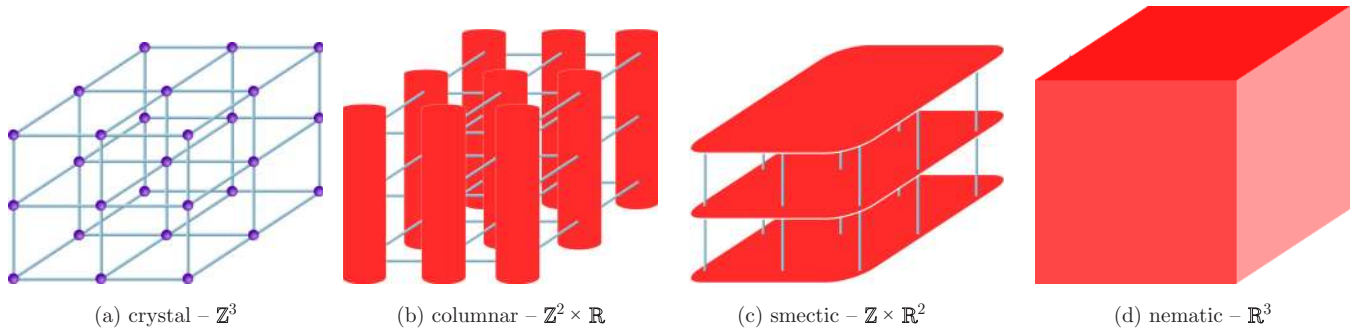 (a) crystal – ℤ³
(b) columnar – ℤ² × ℝ
(c) smectic – ℤ × ℝ²
(d) nematic – ℝ³